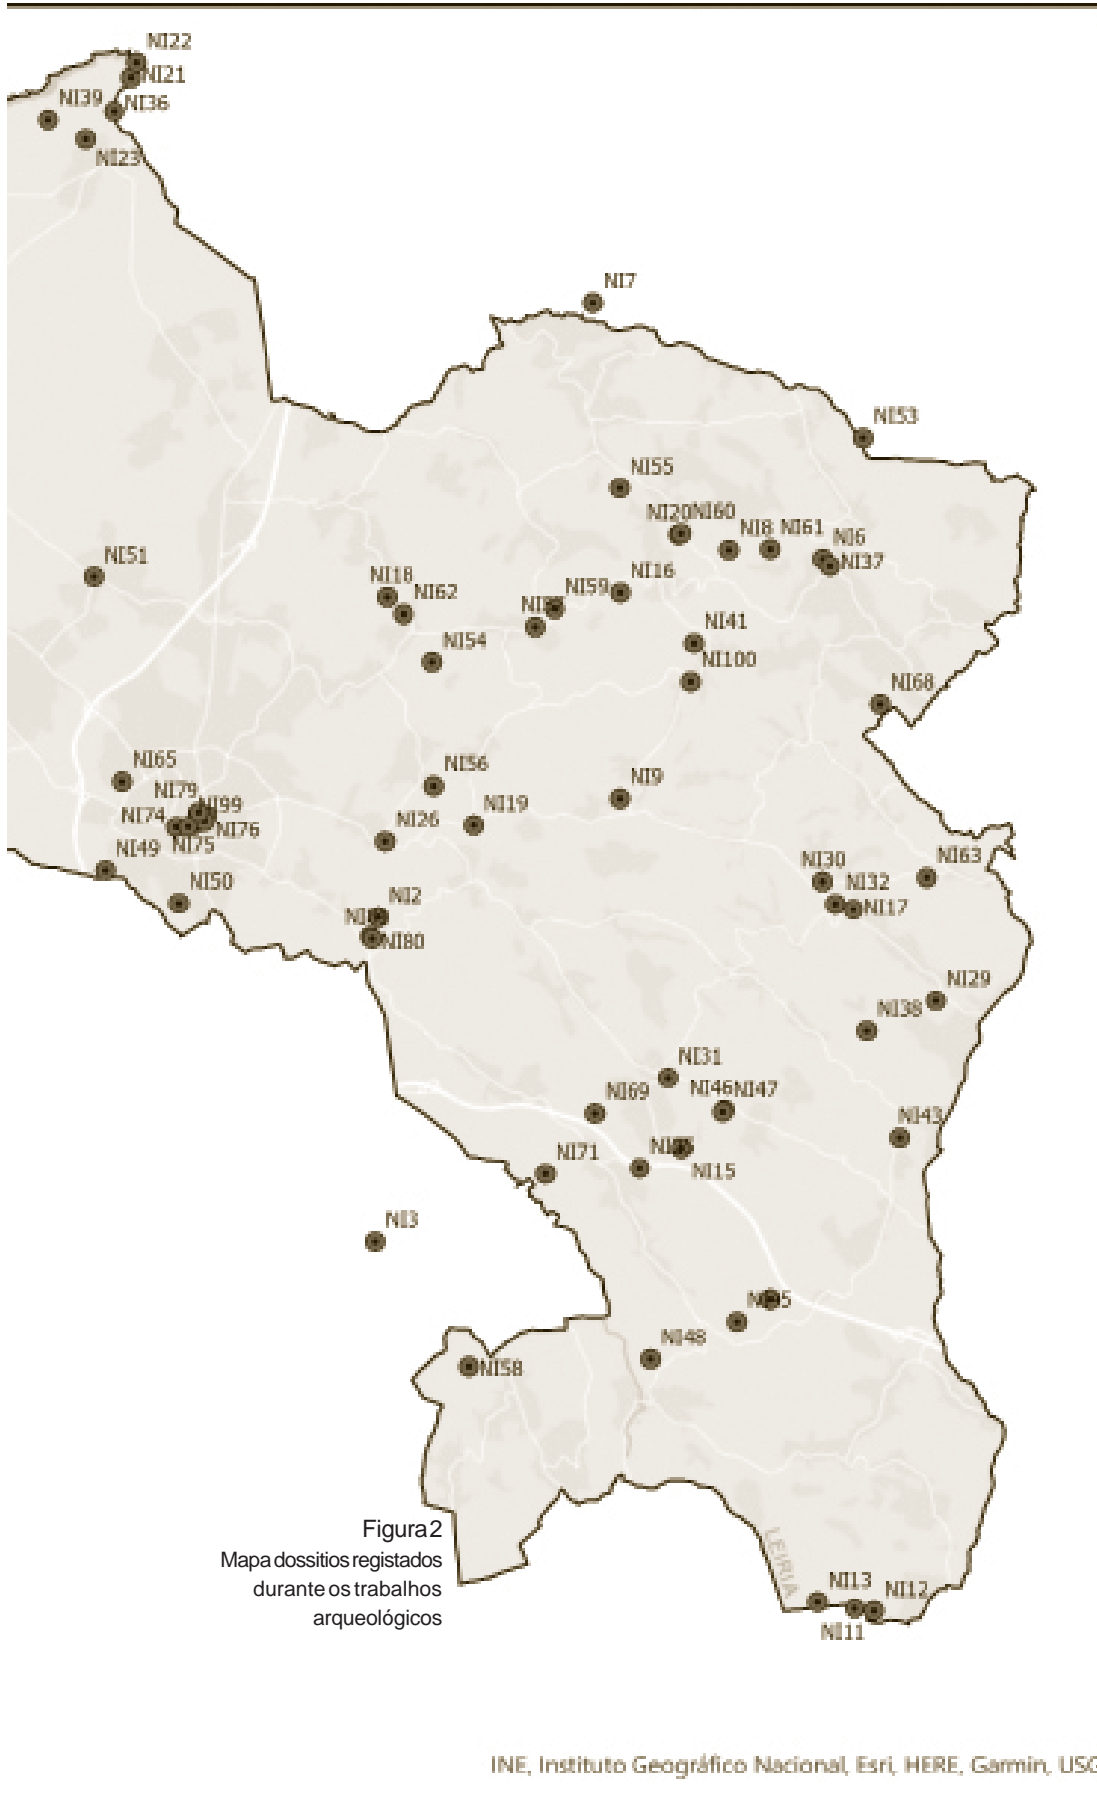 NI22
NI21
NI39
NI36
NI23
NI7
NI53
NI55
NI20 NI60
NI8 NI61
NI6
NI37
NI51
NI18
NI62
NI59
NI16
NI54
NI41
NI100
NI68
NI65
NI56
NI9
NI79
NI99
NI19
NI74
NI76
NI26
NI75
NI49
NI30
NI63
NI50
NI32
NI2
NI17
NI80
NI29
NI38
NI31
NI69
NI46 NI47
NI43
NI71
NI15
NI3
NI48
NI58
Figura 2
Mapa dos sitios registados
durante os trabalhos
arqueológicos
LEIRIA
NI13
NI12
NI11
INE, Instituto Geográfico Nacional, Esri, HERE, Garmin, USG